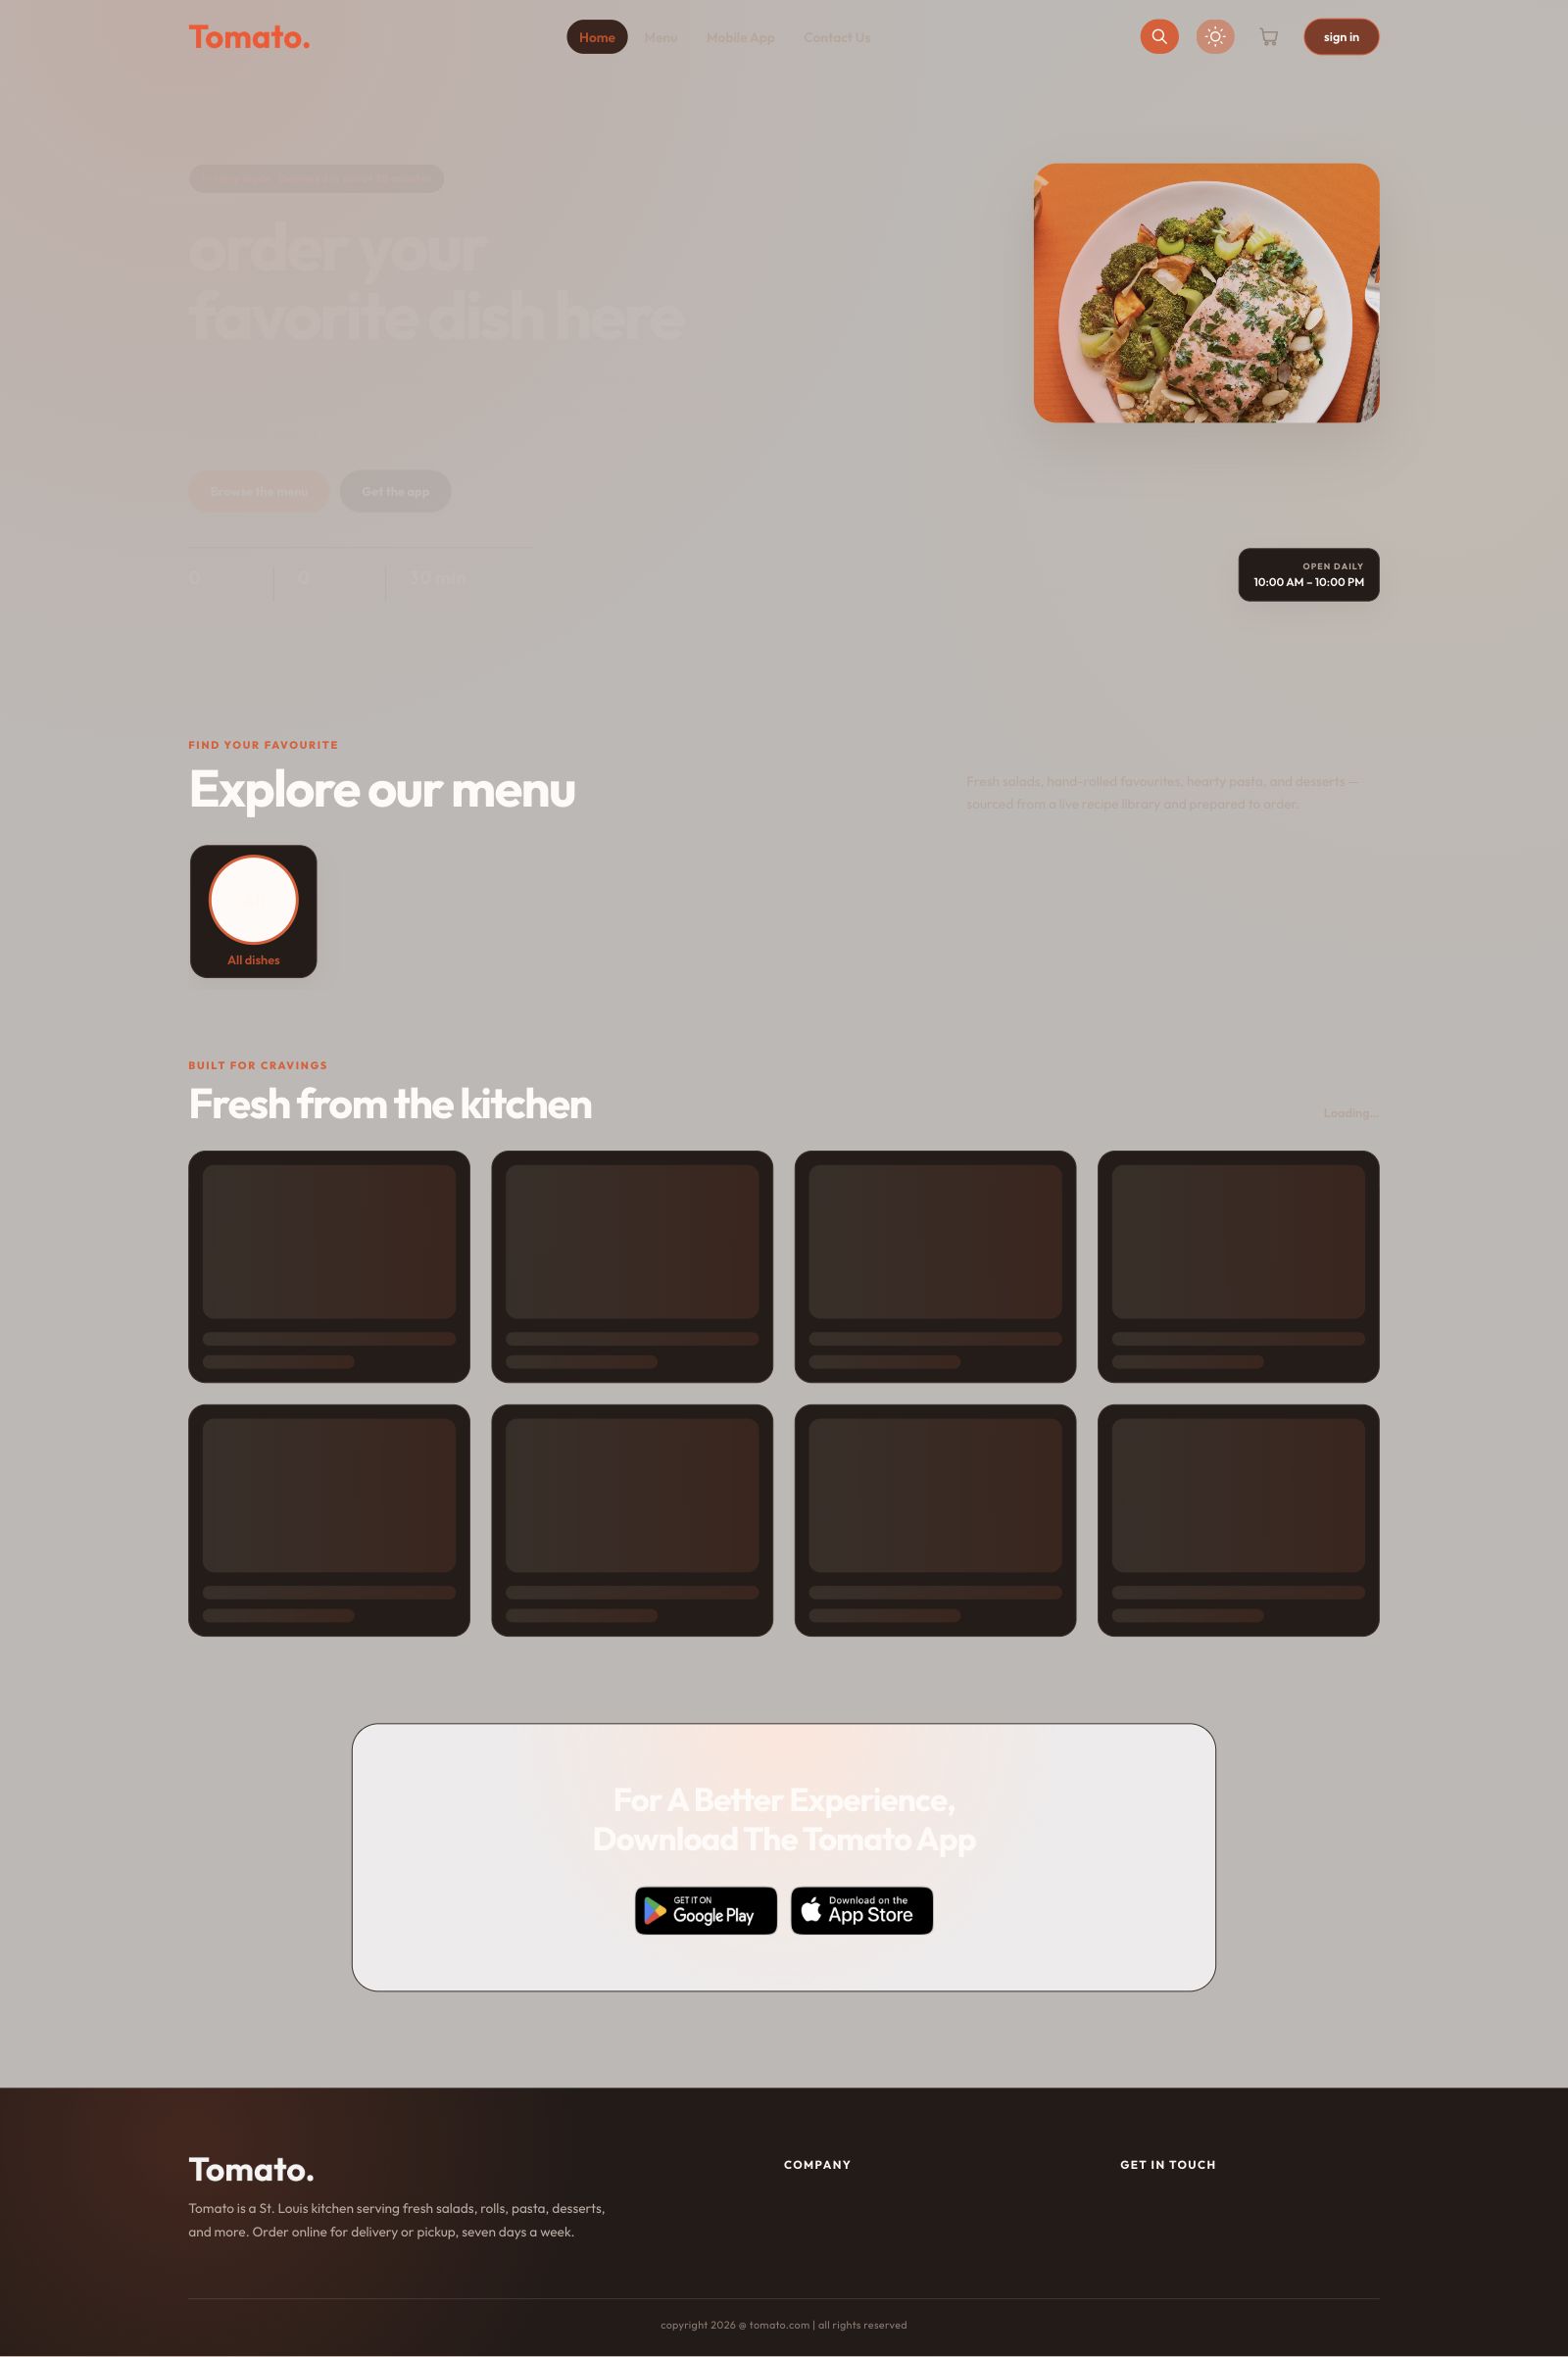 Tomato.
Home
Menu
Mobile App
Contact Us
sign in
order your
favorite dish here
Browse the menu
Get the app
0
0
30 min
OPEN DAILY
10:00 AM – 10:00 PM
FIND YOUR FAVOURITE
Explore our menu
Fresh salads, hand-rolled favourites, hearty pasta, and desserts —
sourced from a live recipe library and prepared to order.
All dishes
BUILT FOR CRAVINGS
Fresh from the kitchen
Loading...
For A Better Experience,
Download The Tomato App
GET IT ON
Google Play
Download on the
App Store
Tomato.
Tomato is a St. Louis kitchen serving fresh salads, rolls, pasta, desserts,
and more. Order online for delivery or pickup, seven days a week.
COMPANY
GET IN TOUCH
copyright 2026 @ tomato.com | all rights reserved